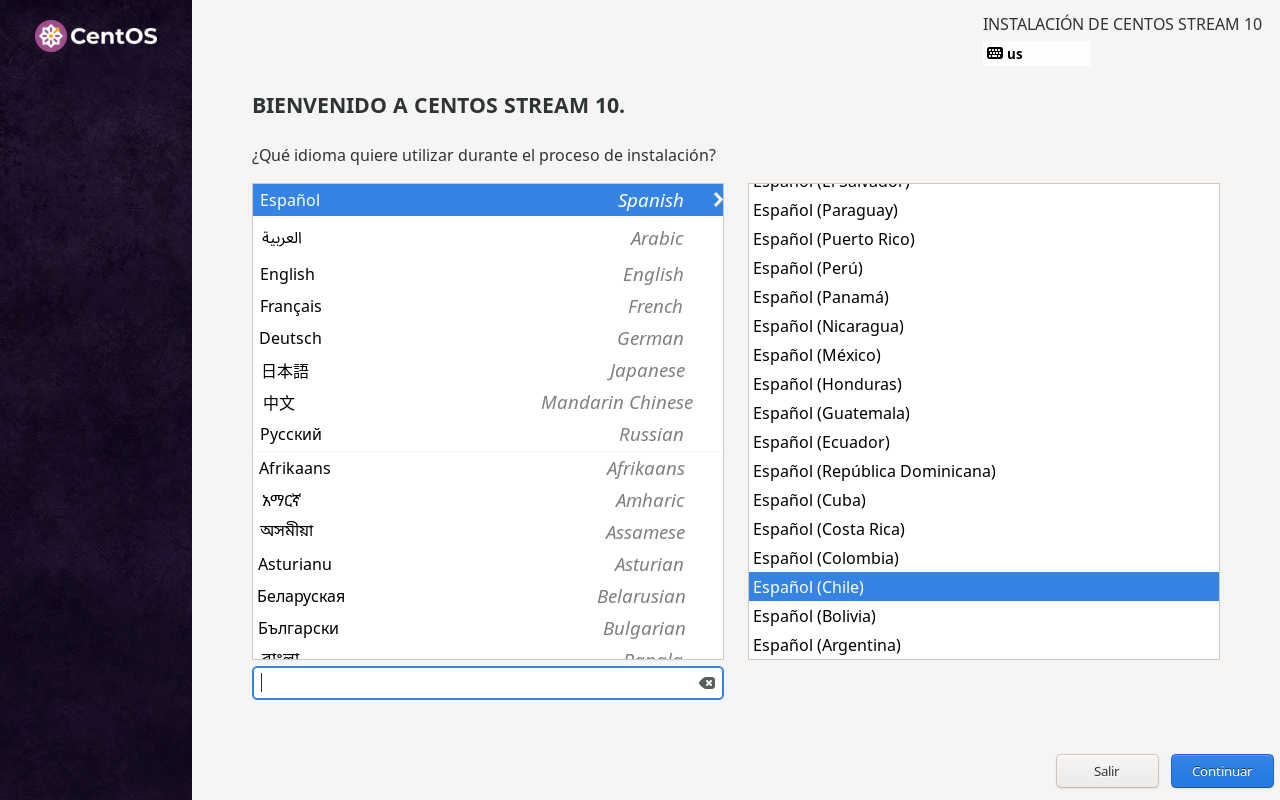 CentOS
INSTALACIÓN DE CENTOS STREAM 10
us
BIENVENIDO A CENTOS STREAM 10.
¿Qué idioma quiere utilizar durante el proceso de instalación?
Español Spanish
العربية Arabic
English English
Français French
Deutsch German
日本語 Japanese
中文 Mandarin Chinese
Русский Russian
Afrikaans Afrikaans
አማርኛ Amharic
অসমীয়া Assamese
Asturianu Asturian
Беларуская Belarusian
Български Bulgarian
বাংলা Bangla
Español (El Salvador)
Español (Paraguay)
Español (Puerto Rico)
Español (Perú)
Español (Panamá)
Español (Nicaragua)
Español (México)
Español (Honduras)
Español (Guatemala)
Español (Ecuador)
Español (República Dominicana)
Español (Cuba)
Español (Costa Rica)
Español (Colombia)
Español (Chile)
Español (Bolivia)
Español (Argentina)
Salir
Continuar